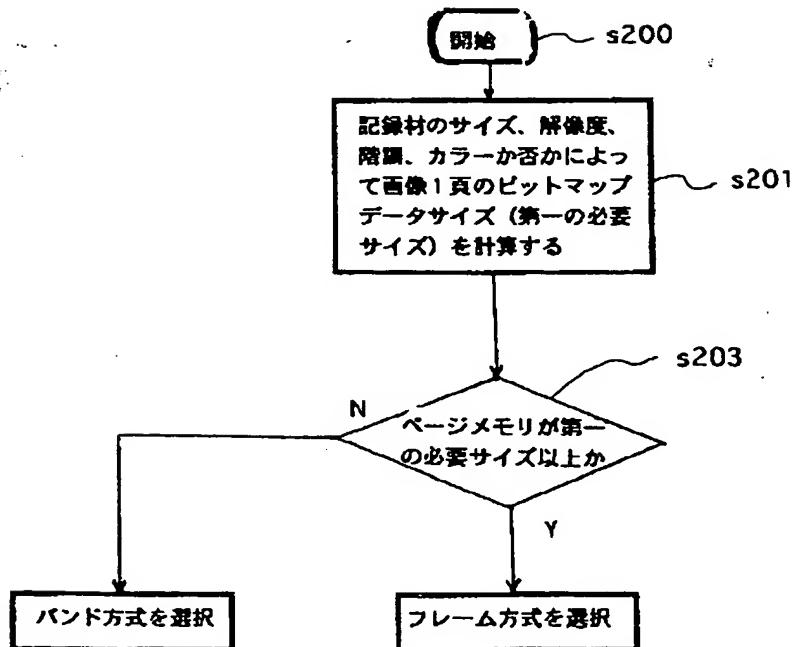 開始
s200
記録材のサイズ、解像度、
階調、カラーか否かによっ
て画像1頁のビットマップ
データサイズ（第一の必要
サイズ）を計算する
s201
s203
N
ページメモリが第一
の必要サイズ以上か
Y
バンド方式を選択
フレーム方式を選択